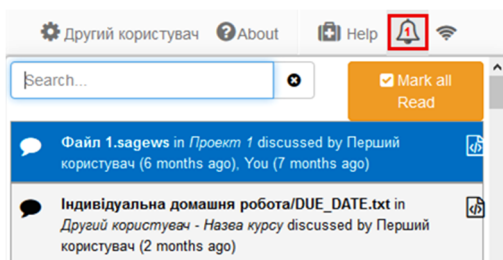 Другий користувач About Help 1
Search... Mark all
Read
Файл 1.sagews in Проект 1 discussed by Перший
користувач (6 months ago), You (7 months ago)
Індивідуальна домашня робота/DUE_DATE.txt in
Другий користувач - Назва курсу discussed by Перший
користувач (2 months ago)